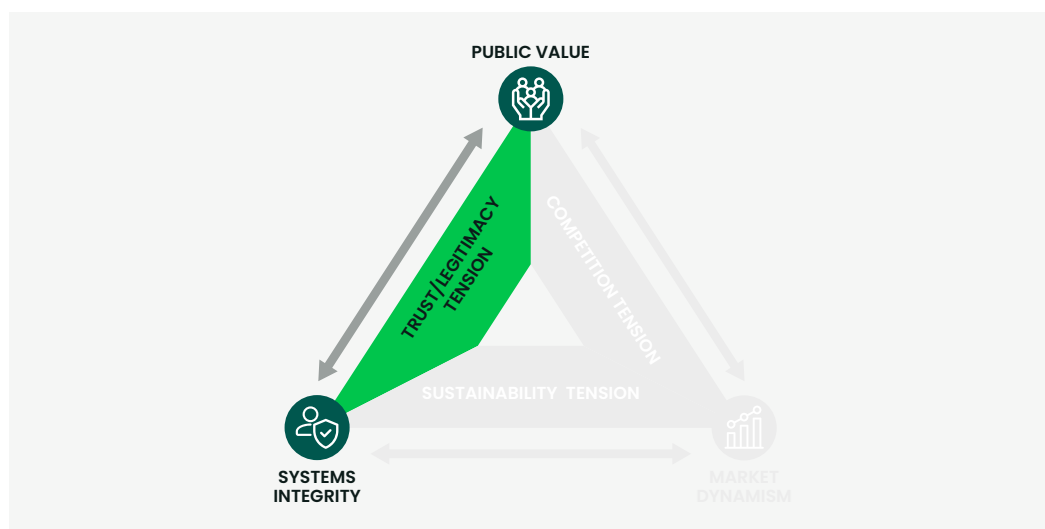 PUBLIC VALUE
TRUST/LEGITIMACY
TENSION
COMPETITION TENSION
SUSTAINABILITY TENSION
SYSTEMS
INTEGRITY
MARKET
DYNAMISM